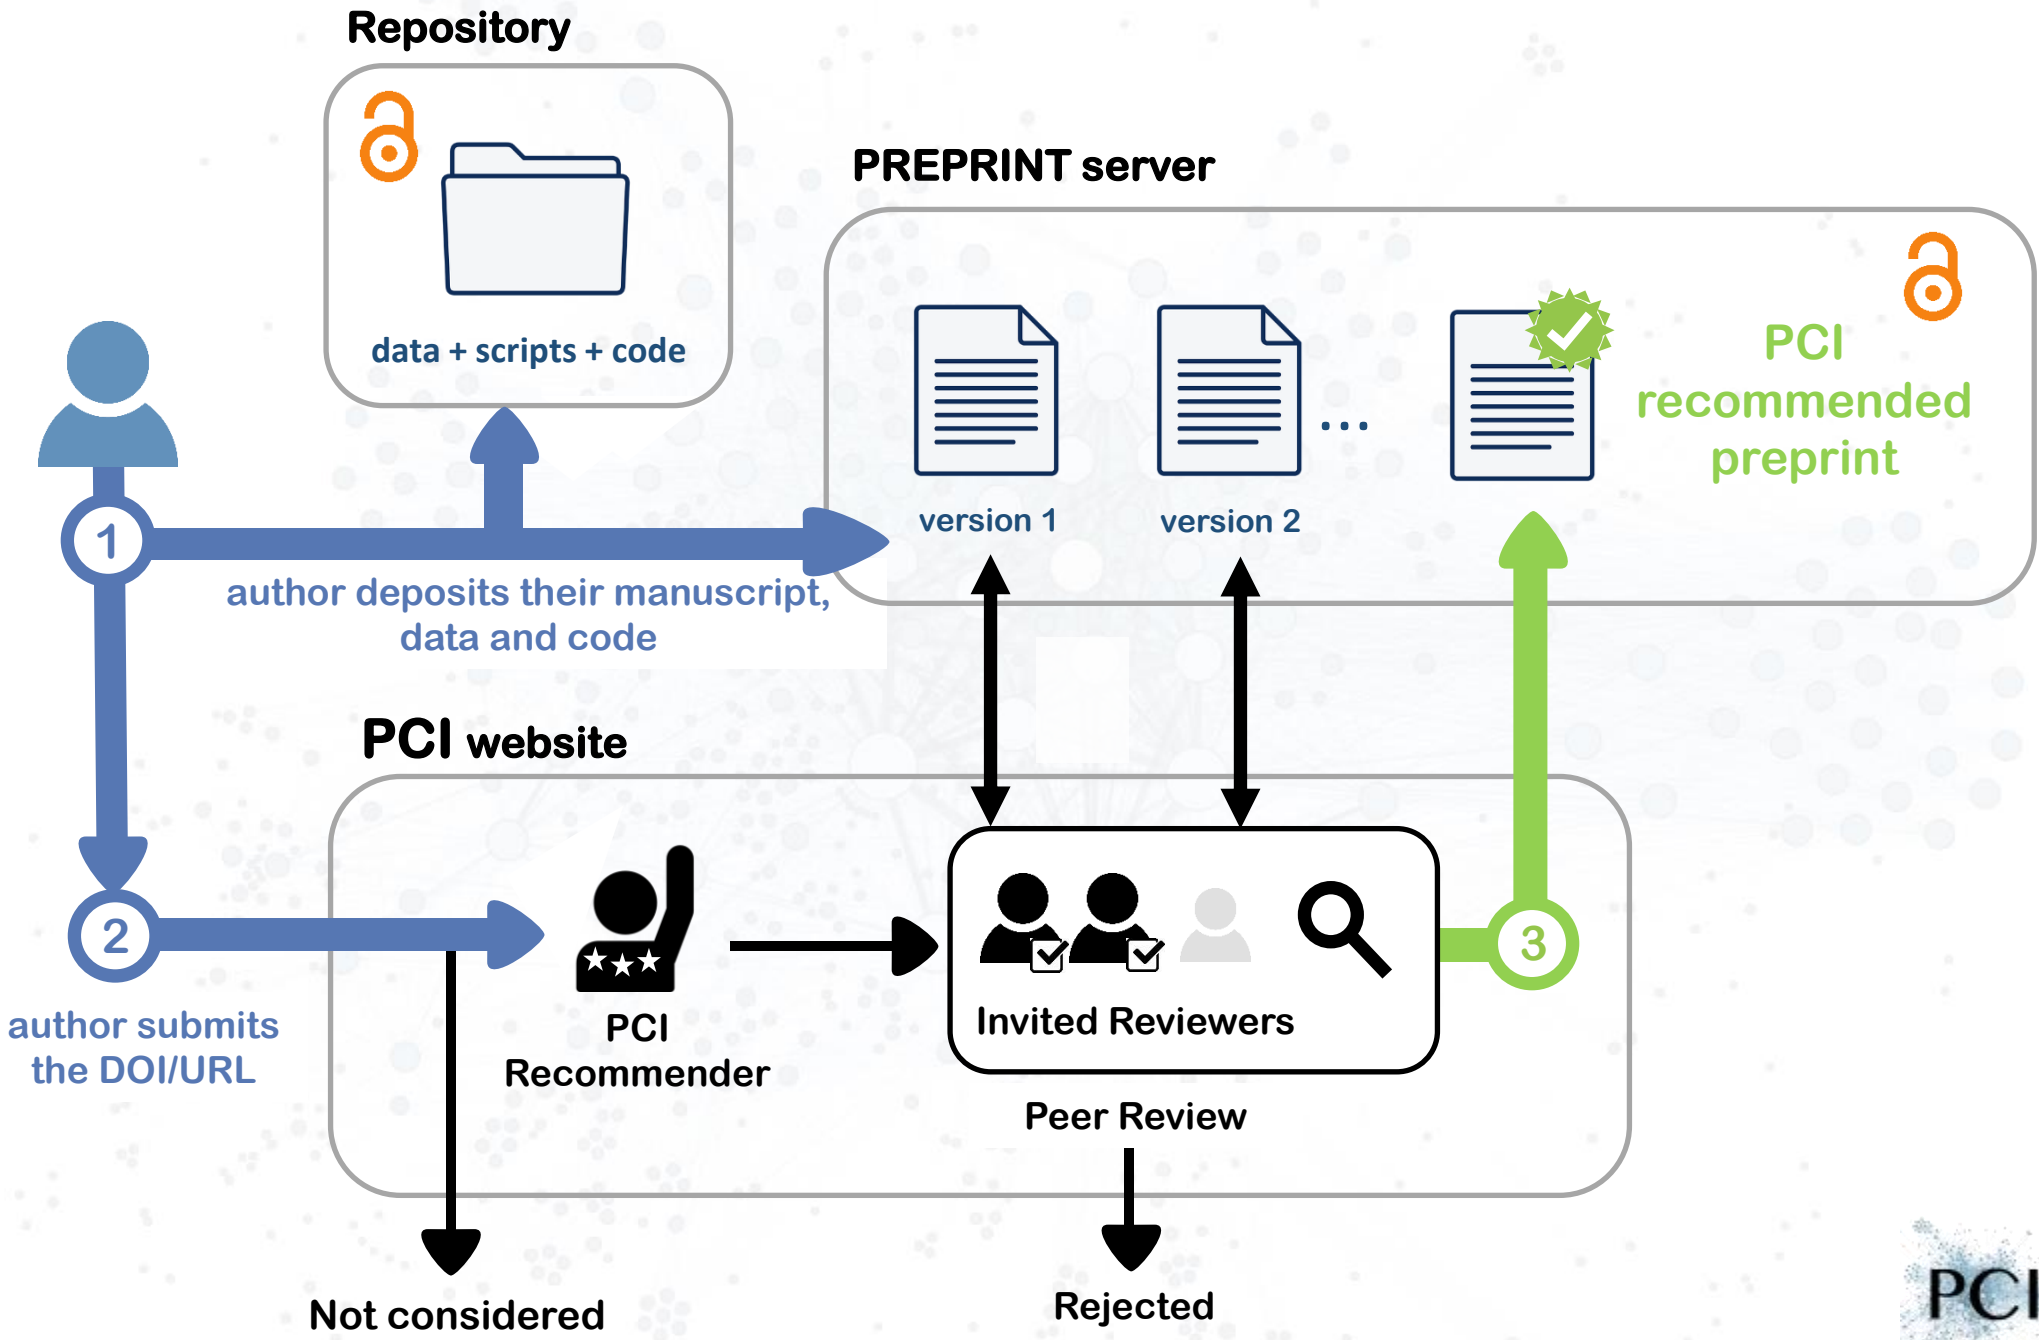 Repository
data + scripts + code
PREPRINT server
version 1
version 2
...
PCI
recommended
preprint
1
author deposits their manuscript,
data and code
PCI website
2
author submits
the DOI/URL
PCI
Recommender
Invited Reviewers
3
Peer Review
Not considered
Rejected
PCI